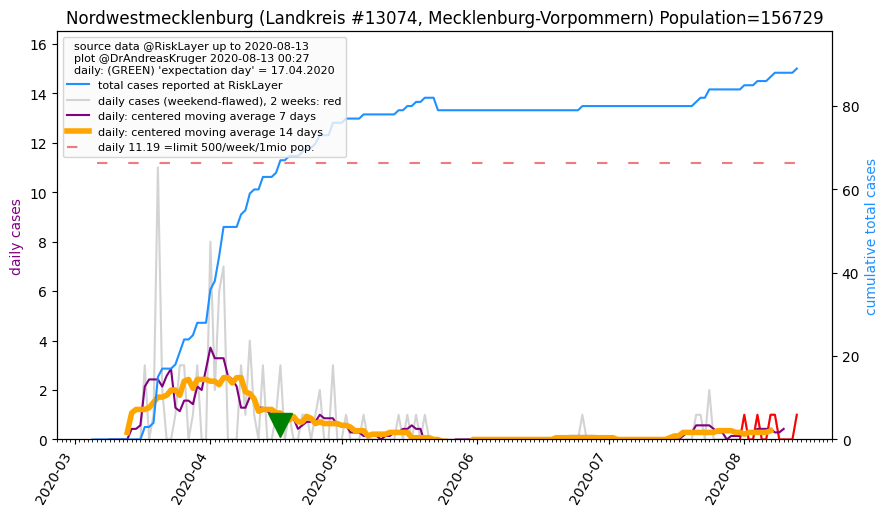 Nordwestmecklenburg (Landkreis #13074, Mecklenburg-Vorpommern) Population=156729
source data @RiskLayer up to 2020-08-13
plot @DrAndreasKruger 2020-08-13 00:27
daily: (GREEN) 'expectation day' = 17.04.2020
total cases reported at RiskLayer
daily cases (weekend-flawed), 2 weeks: red
daily: centered moving average 7 days
daily: centered moving average 14 days
daily 11.19 =limit 500/week/1mio pop.
16
14
12
10
8
6
4
2
0
daily cases
80
60
40
20
0
cumulative total cases
2020-03
2020-04
2020-05
2020-06
2020-07
2020-08